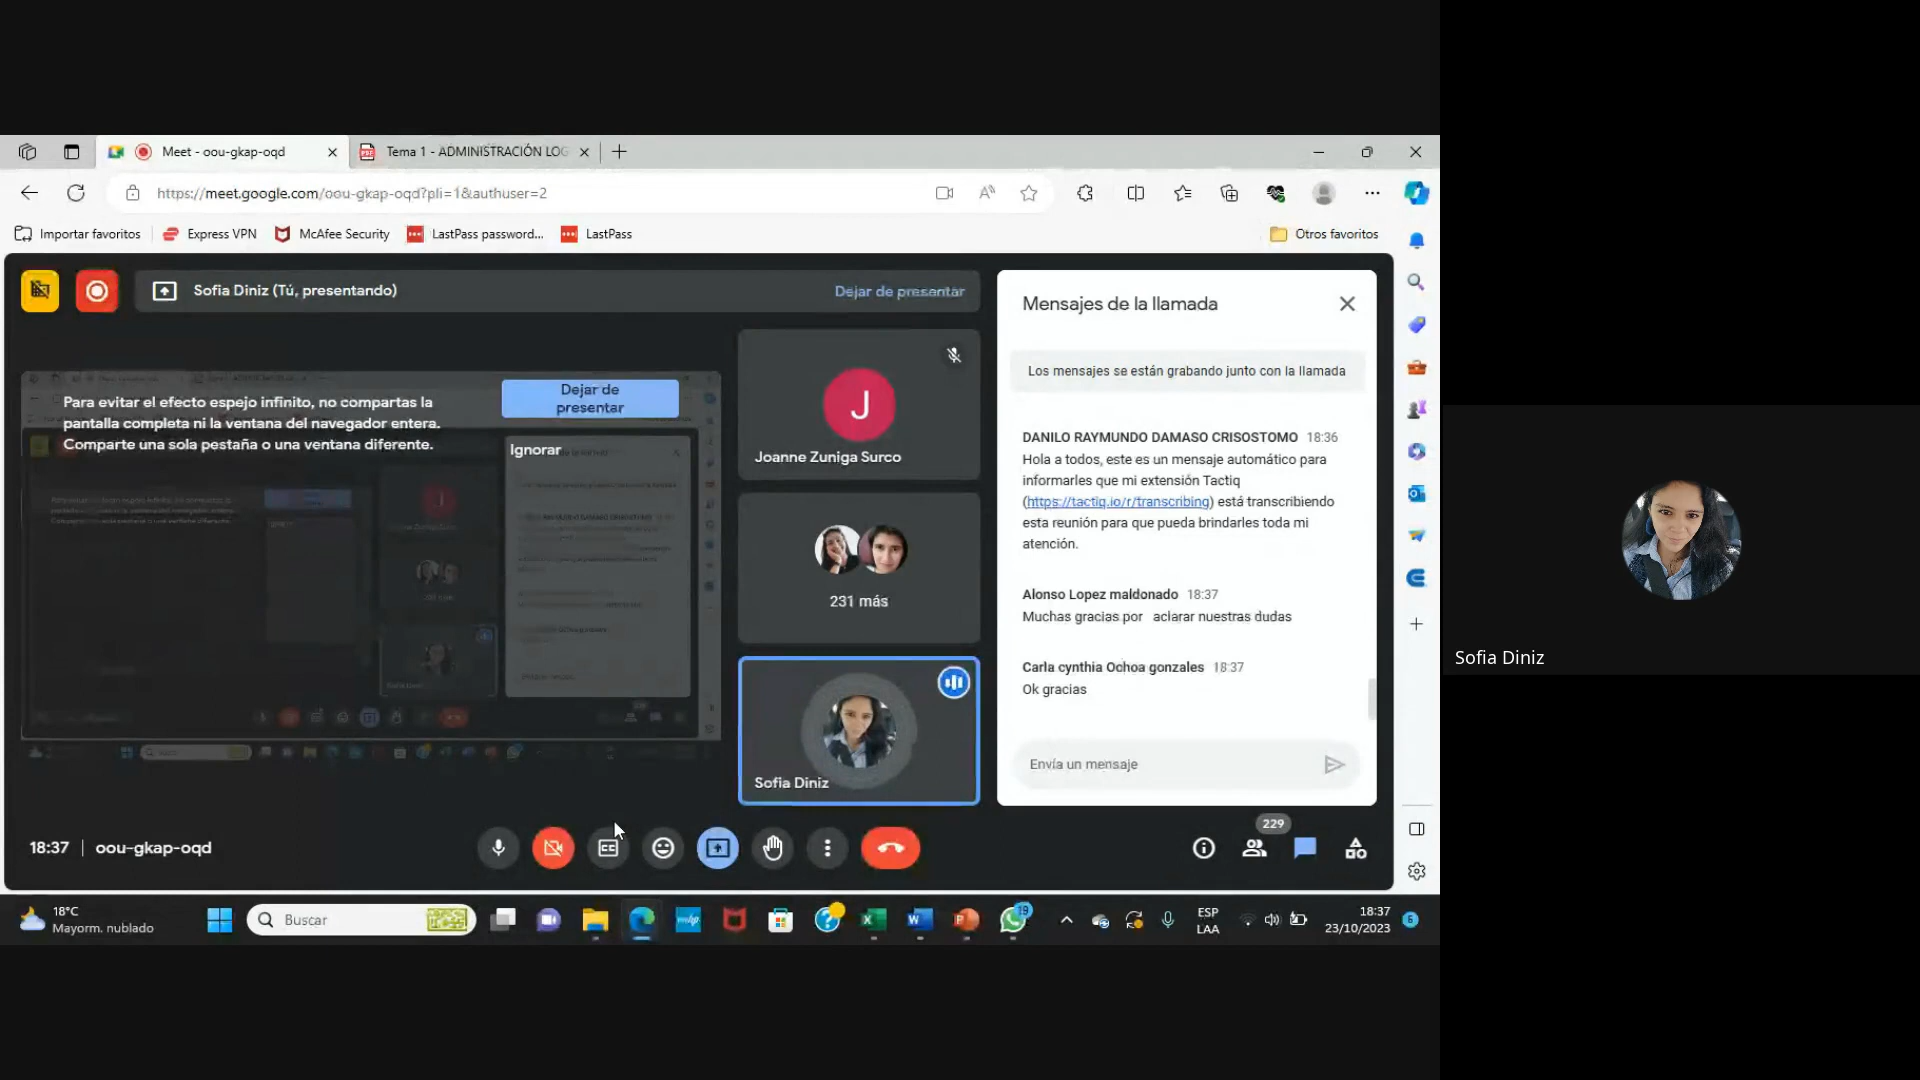 Meet - oou-gkap-oqd
Tema 1 - ADMINISTRACIÓN LOG
https://meet.google.com/oou-gkap-oqd?pli=1&authuser=2
Importar favoritos
Express VPN
McAfee Security
LastPass password...
LastPass
Otros favoritos
Sofia Diniz (Tú, presentando)
Dejar de presentar
Para evitar el efecto espejo infinito, no compartas la
pantalla completa ni la ventana del navegador entera.
Comparte una sola pestaña o una ventana diferente.
Dejar de
presentar
Ignorar
J
Joanne Zuniga Surco
231 más
Sofia Diniz
Mensajes de la llamada
Los mensajes se están grabando junto con la llamada
DANILO RAYMUNDO DAMASO CRISOSTOMO 18:36
Hola a todos, este es un mensaje automático para
informarles que mi extensión Tactiq
(https://tactiq.io/r/transcribing) está transcribiendo
esta reunión para que pueda brindarles toda mi
atención.
Alonso Lopez maldonado 18:37
Muchas gracias por aclarar nuestras dudas
Carla cynthia Ochoa gonzales 18:37
Ok gracias
Envía un mensaje
18:37 | oou-gkap-oqd
229
18°C
Mayorm. nublado
Buscar
19
ESP
LAA
18:37
23/10/2023
6
Sofia Diniz